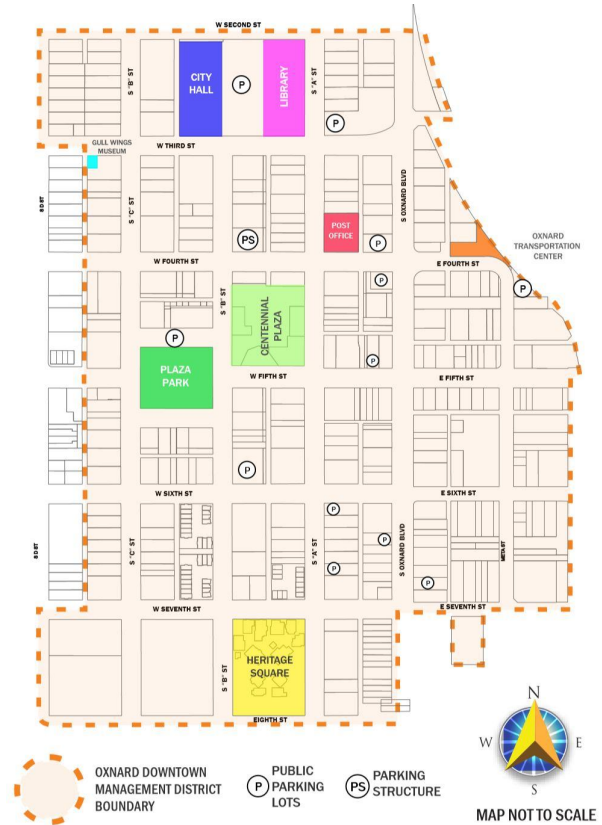 W SECOND ST
S "B" ST
CITY
HALL
P
LIBRARY
S "A" ST
P
GULL WINGS
MUSEUM
W THIRD ST
S D ST
S "C" ST
S OXNARD BLVD
POST
OFFICE
PS
P
OXNARD
TRANSPORTATION
CENTER
W FOURTH ST
E FOURTH ST
P
P
S "B" ST
CENTENNIAL
PLAZA
P
P
PLAZA
PARK
W FIFTH ST
E FIFTH ST
P
W SIXTH ST
E SIXTH ST
P
S D ST
S "C" ST
S "A" ST
P
S OXNARD BLVD
META ST
P
P
W SEVENTH ST
E SEVENTH ST
S "B" ST
HERITAGE
SQUARE
EIGHTH ST
N
W
E
S
OXNARD DOWNTOWN
MANAGEMENT DISTRICT
BOUNDARY
P
PUBLIC
PARKING
LOTS
PS
PARKING
STRUCTURE
MAP NOT TO SCALE